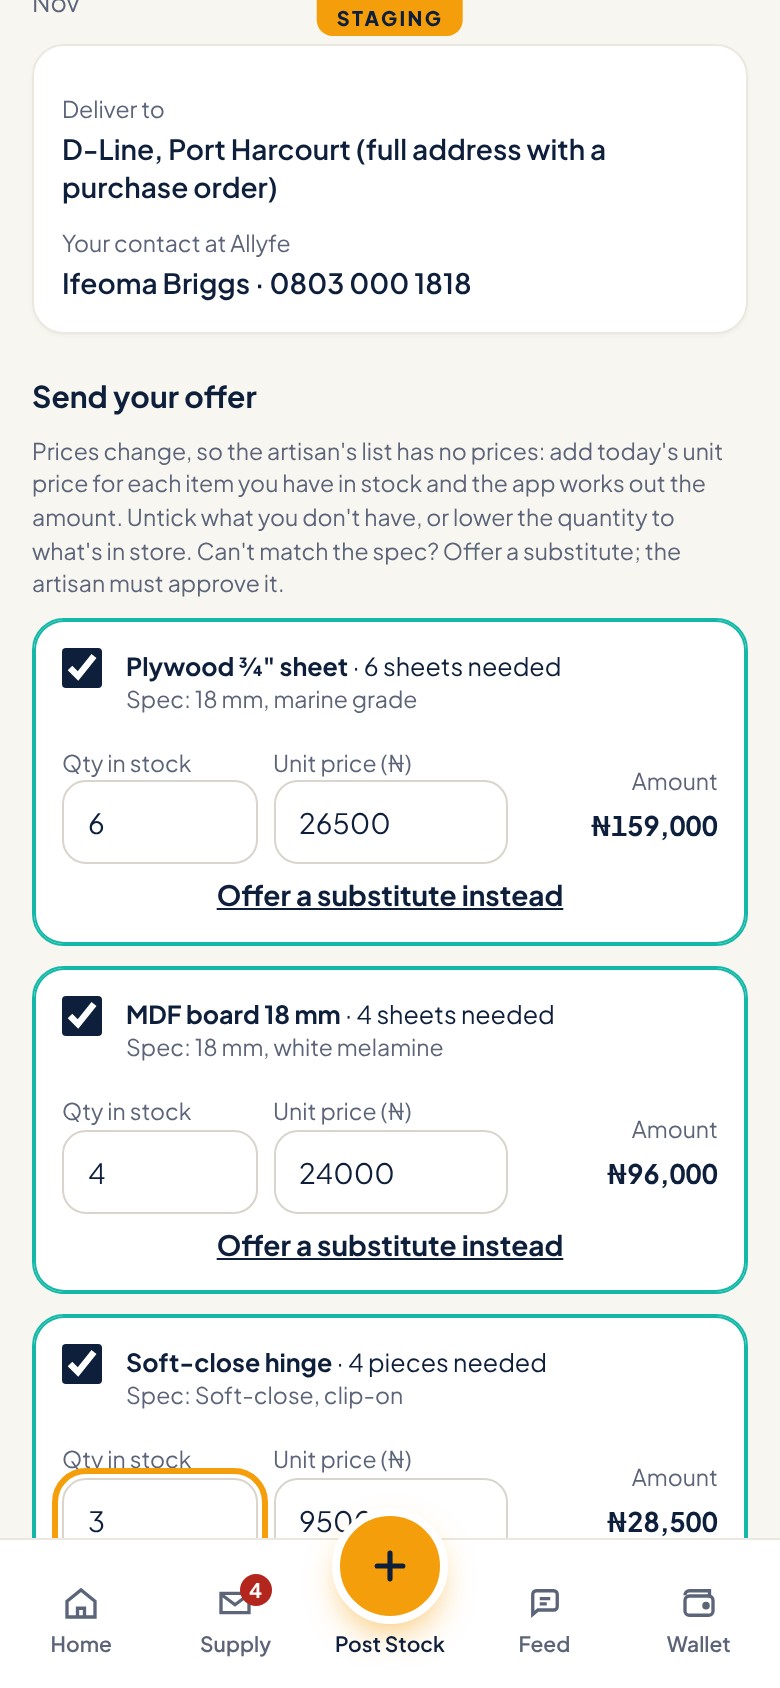 Nov
STAGING
Deliver to
D-Line, Port Harcourt (full address with a
purchase order)
Your contact at Allyfe
Ifeoma Briggs · 0803 000 1818
Send your offer
Prices change, so the artisan's list has no prices: add today's unit
price for each item you have in stock and the app works out the
amount. Untick what you don't have, or lower the quantity to
what's in store. Can't match the spec? Offer a substitute; the
artisan must approve it.
Plywood ¾" sheet · 6 sheets needed
Spec: 18 mm, marine grade
Qty in stock
Unit price (₦)
Amount
6
26500
₦159,000
Offer a substitute instead
MDF board 18 mm · 4 sheets needed
Spec: 18 mm, white melamine
Qty in stock
Unit price (₦)
Amount
4
24000
₦96,000
Offer a substitute instead
Soft-close hinge · 4 pieces needed
Spec: Soft-close, clip-on
Qty in stock
Unit price (₦)
Amount
3
9500
₦28,500
4
Home
Supply
Post Stock
Feed
Wallet